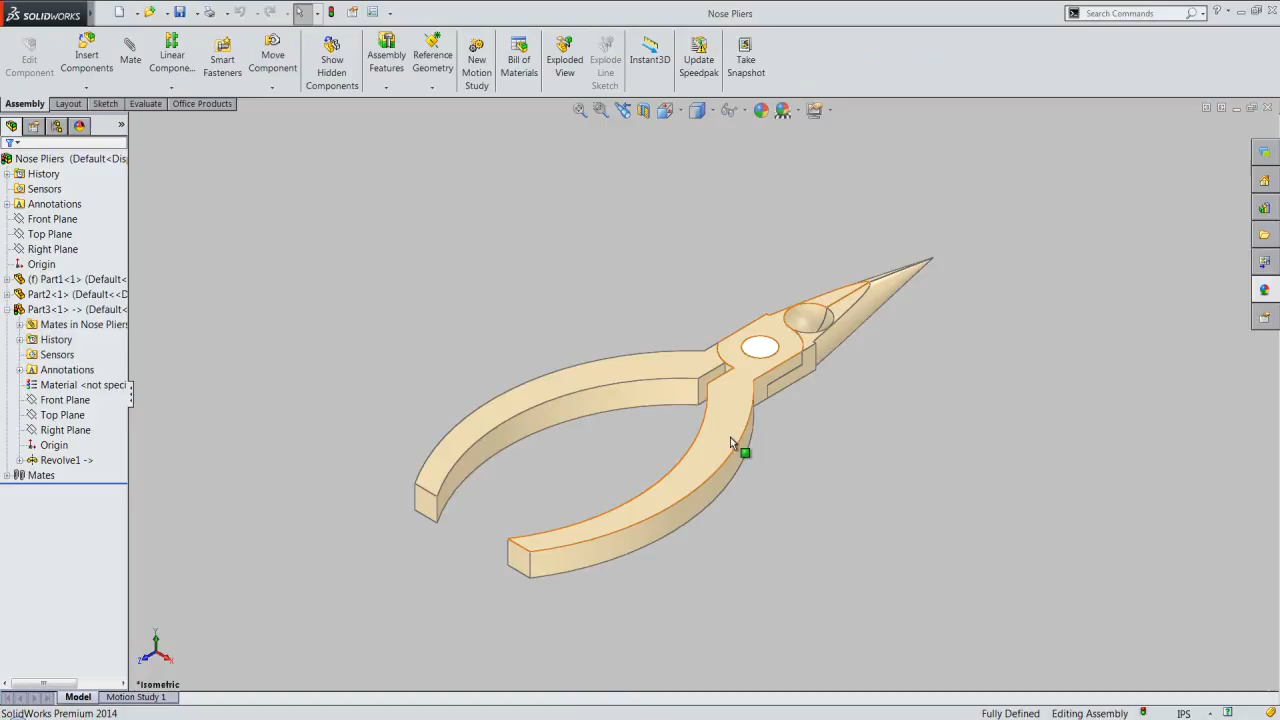 SOLIDWORKS
Nose Pliers
Search Commands
Edit
Component
Insert
Components
Mate
Linear
Compone...
Smart
Fasteners
Move
Component
Show
Hidden
Components
Assembly
Features
Reference
Geometry
New
Motion
Study
Bill of
Materials
Exploded
View
Explode
Line
Sketch
Instant3D
Update
Speedpak
Take
Snapshot
Assembly
Layout
Sketch
Evaluate
Office Products
Nose Pliers (Default<Dis
History
Sensors
Annotations
Front Plane
Top Plane
Right Plane
Origin
(f) Part1<1> (Default<
Part2<1> (Default<<D
Part3<1> -> (Default<
Mates in Nose Pliers
History
Sensors
Annotations
Material <not speci
Front Plane
Top Plane
Right Plane
Origin
Revolve1 ->
Mates
Y
Z
X
*Isometric
Model
Motion Study 1
SolidWorks Premium 2014
Fully Defined
Editing Assembly
IPS